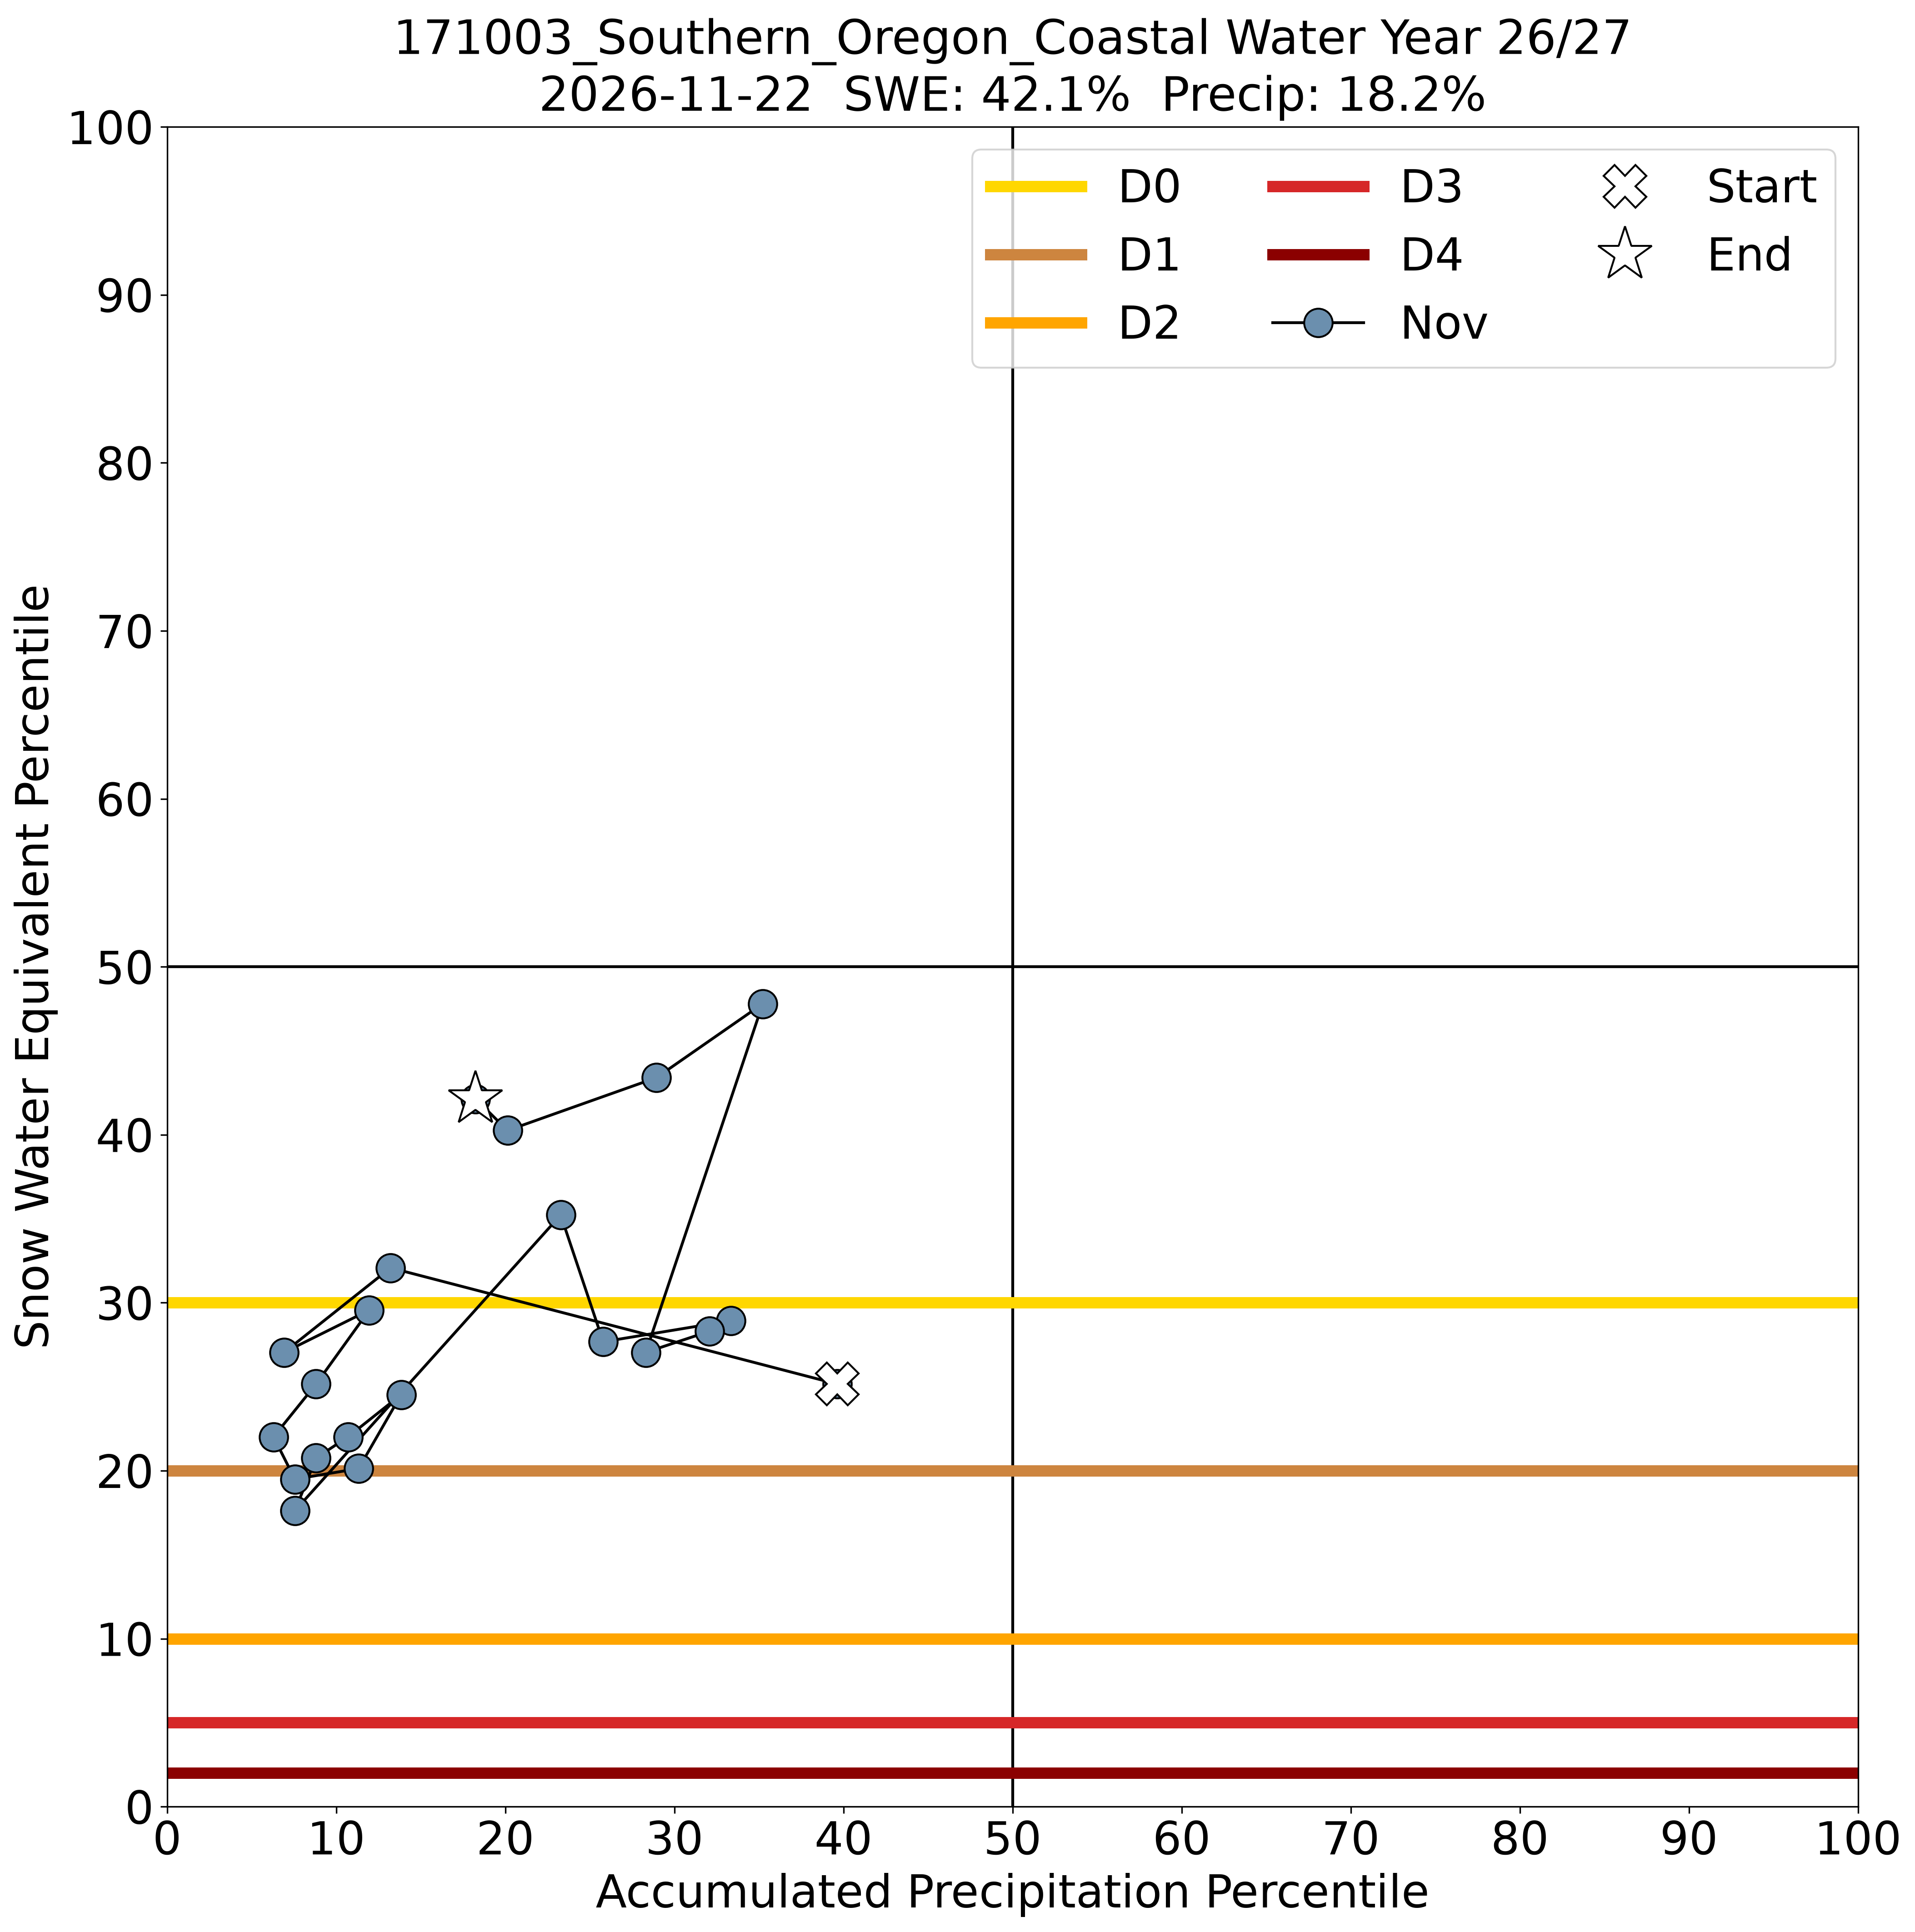 171003_Southern_Oregon_Coastal Water Year 26/27
2026-11-22  SWE: 42.1%  Precip: 18.2%
D0
D1
D2
D3
D4
Nov
Start
End
Snow Water Equivalent Percentile
100
90
80
70
60
50
40
30
20
10
0
0 10 20 30 40 50 60 70 80 90 100
Accumulated Precipitation Percentile